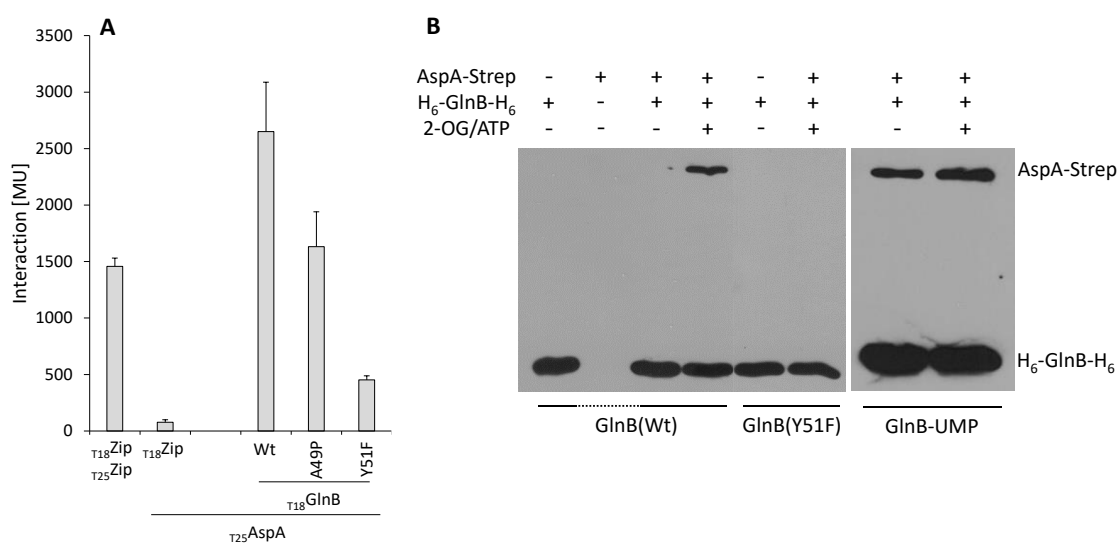 A
Interaction [MU]
3500
3000
2500
2000
1500
1000
500
0
T18Zip
T25Zip
T18Zip
Wt
A49P
Y51F
T18GlnB
T25AspA
B
AspA-Strep - + + + - + + +
H6-GlnB-H6 + - + + + + + +
2-OG/ATP - - - + - + - +
AspA-Strep
H6-GlnB-H6
GlnB(Wt) GlnB(Y51F) GlnB-UMP